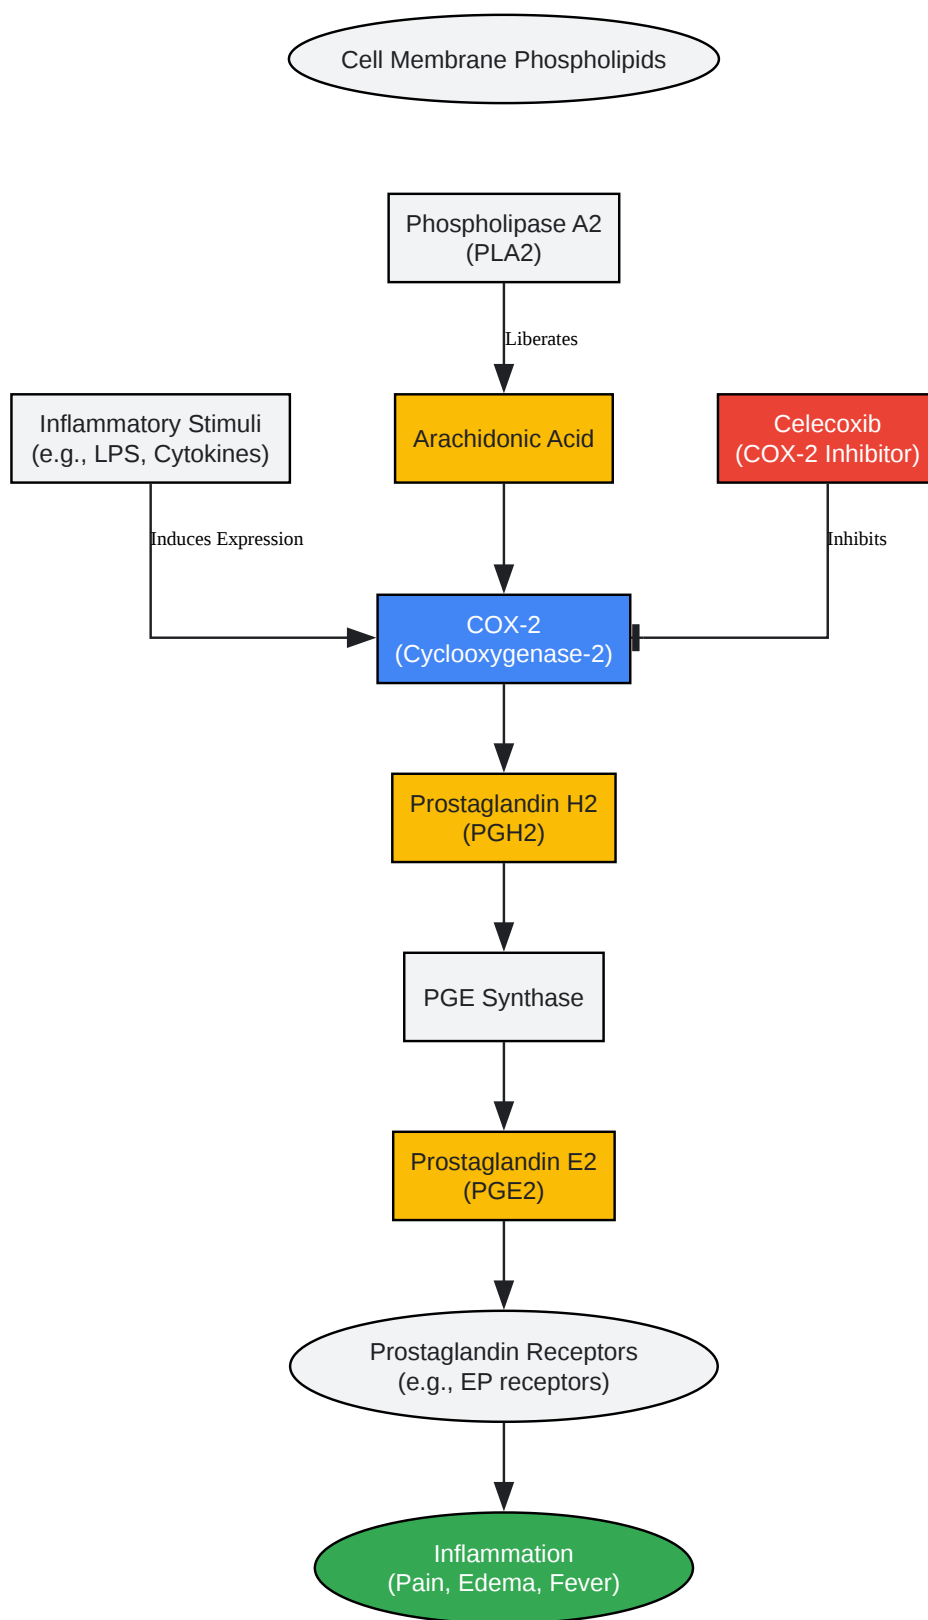 Cell Membrane Phospholipids
Phospholipase A2
(PLA2)
Liberates
Inflammatory Stimuli
(e.g., LPS, Cytokines)
Arachidonic Acid
Celecoxib
(COX-2 Inhibitor)
Induces Expression
Inhibits
COX-2
(Cyclooxygenase-2)
Prostaglandin H2
(PGH2)
PGE Synthase
Prostaglandin E2
(PGE2)
Prostaglandin Receptors
(e.g., EP receptors)
Inflammation
(Pain, Edema, Fever)